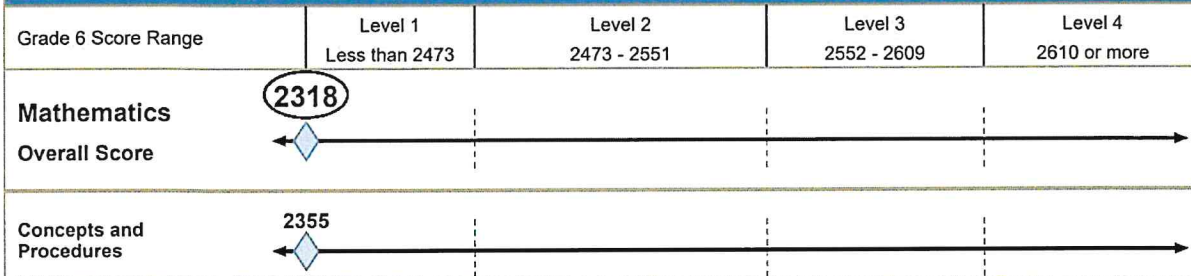 Grade 6 Score Range
Level 1
Less than 2473
Level 2
2473 - 2551
Level 3
2552 - 2609
Level 4
2610 or more
Mathematics
Overall Score
2318
Concepts and
Procedures
2355